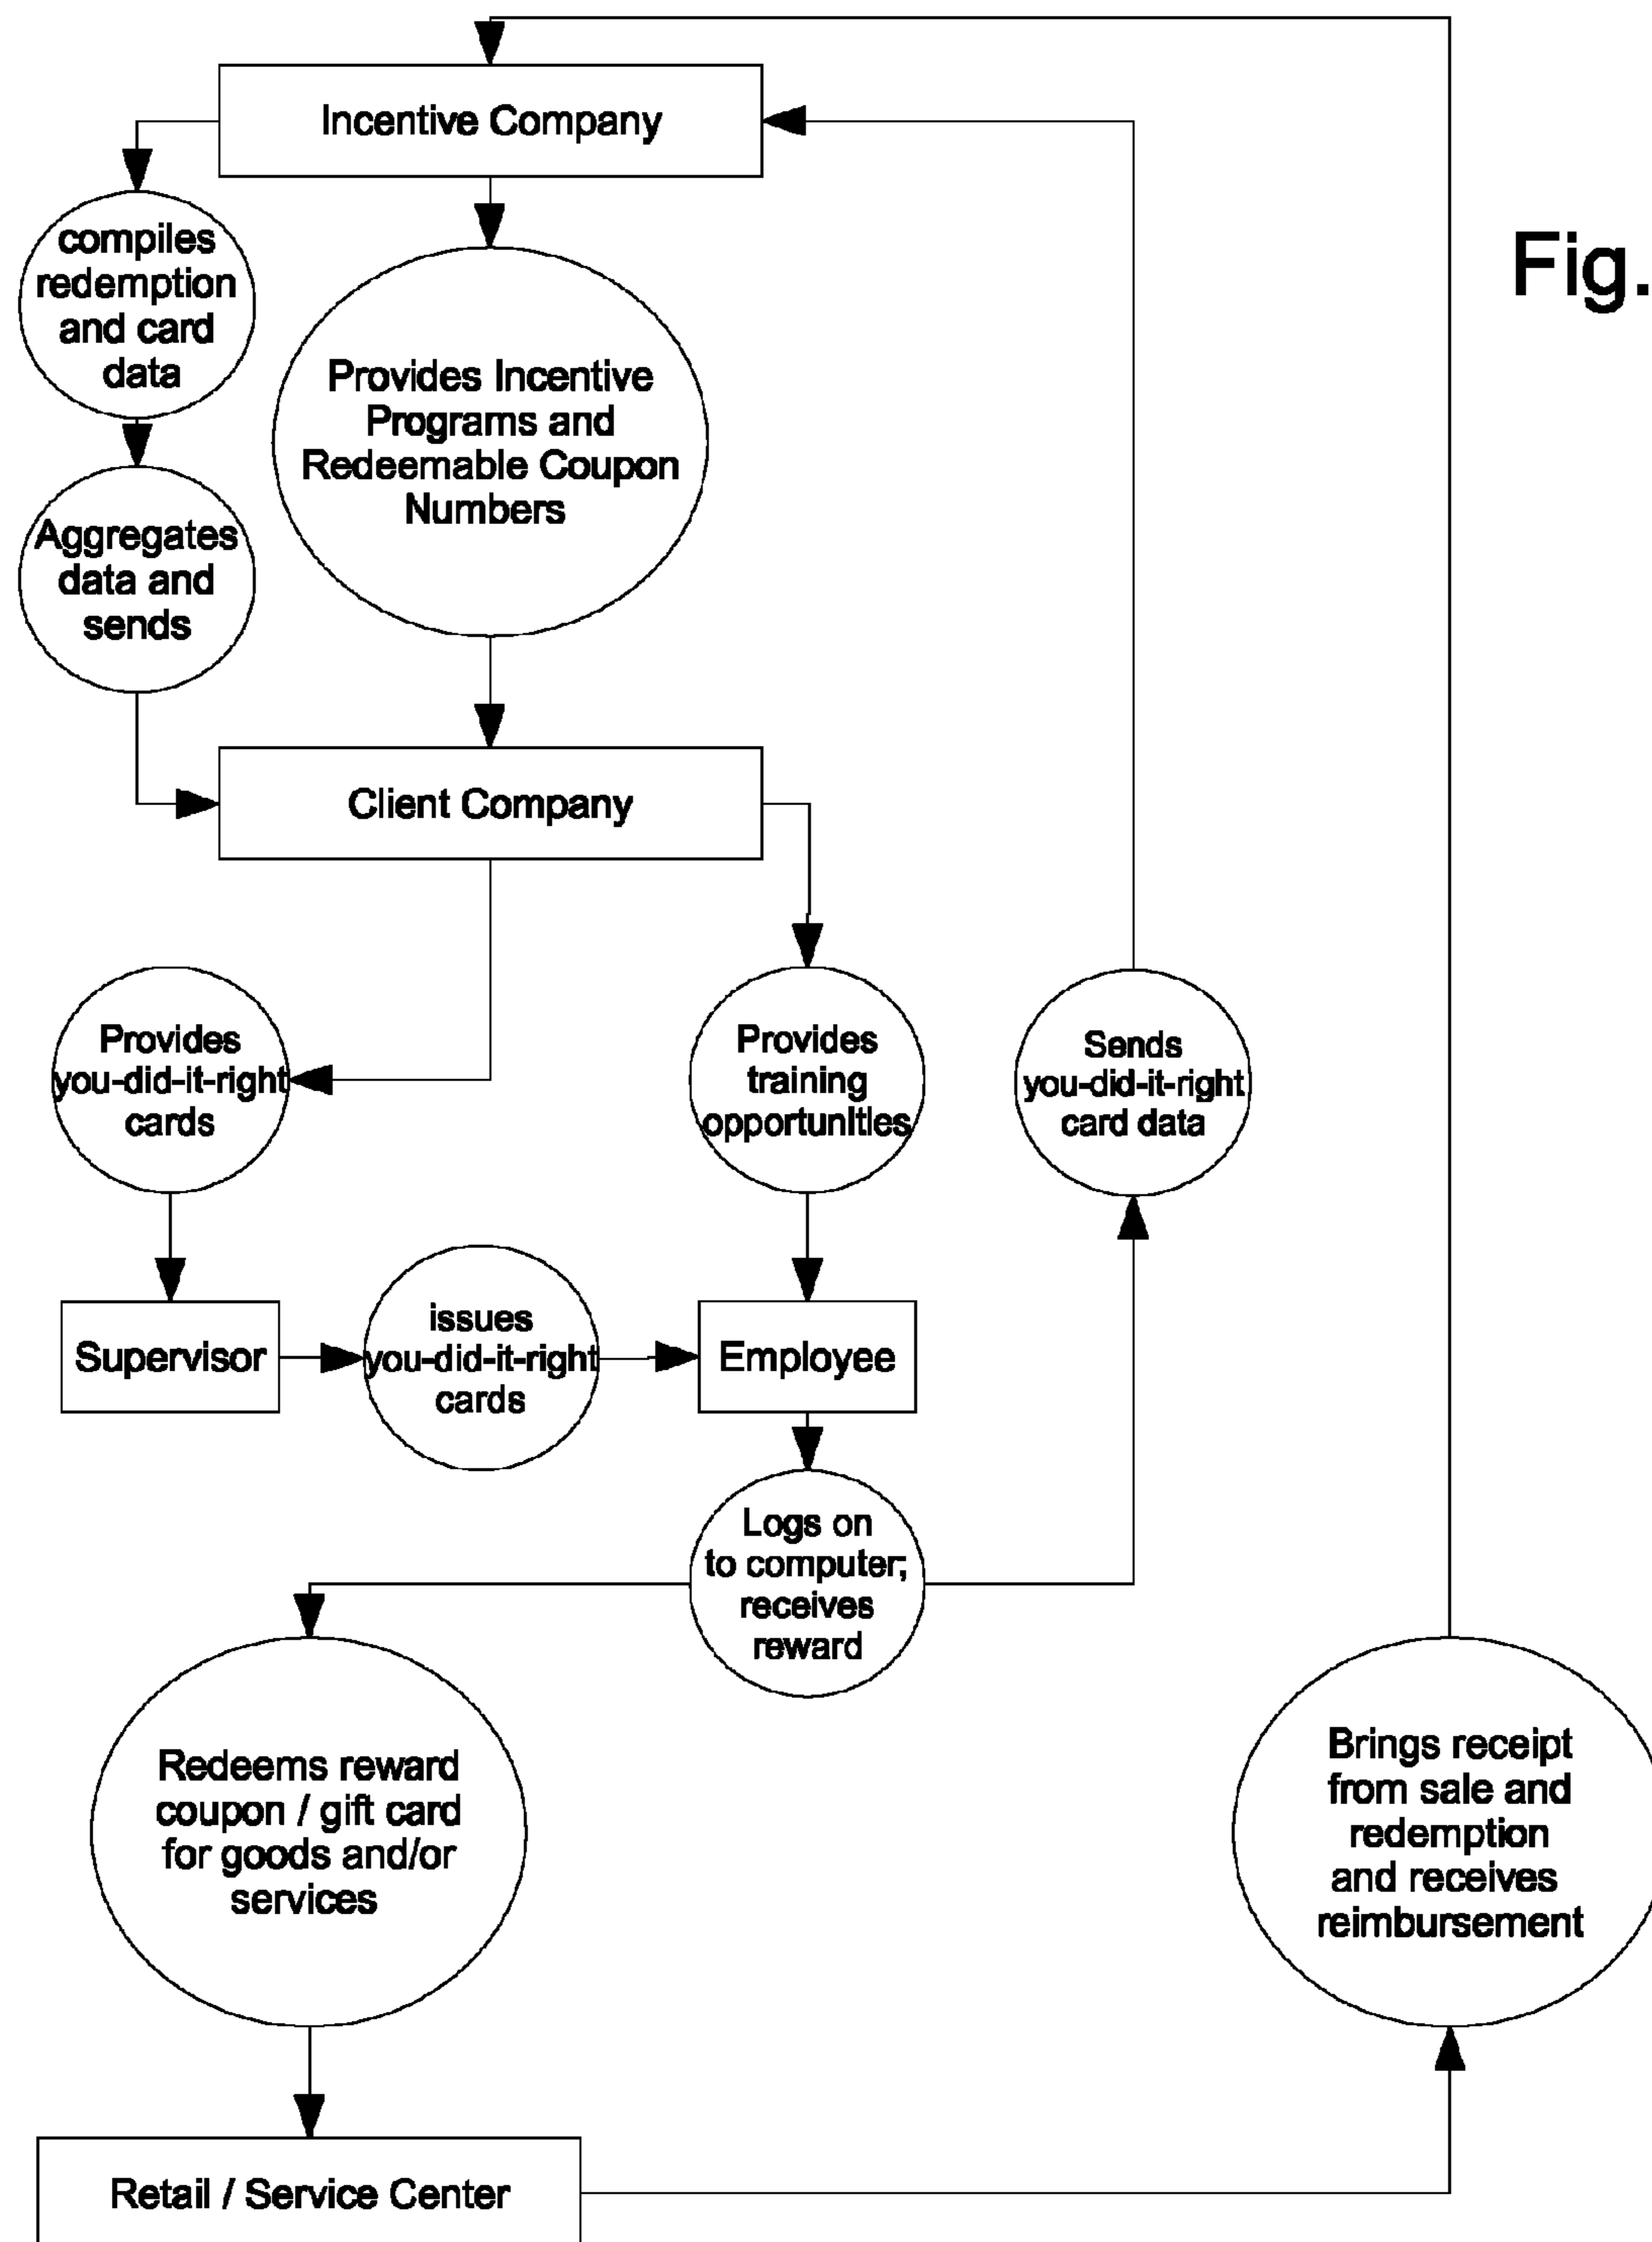 Incentive Company
Fig.
compiles
redemption
and card
data
Provides Incentive
Programs and
Redeemable Coupon
Numbers
Aggregates
data and
sends
Client Company
Provides
you-did-it-right
cards
Provides
training
opportunities
Sends
you-did-it-right
card data
Supervisor
issues
you-did-it-right
cards
Employee
Logs on
to computer;
receives
reward
Redeems reward
coupon / gift card
for goods and/or
services
Brings receipt
from sale and
redemption
and receives
reimbursement
Retail / Service Center